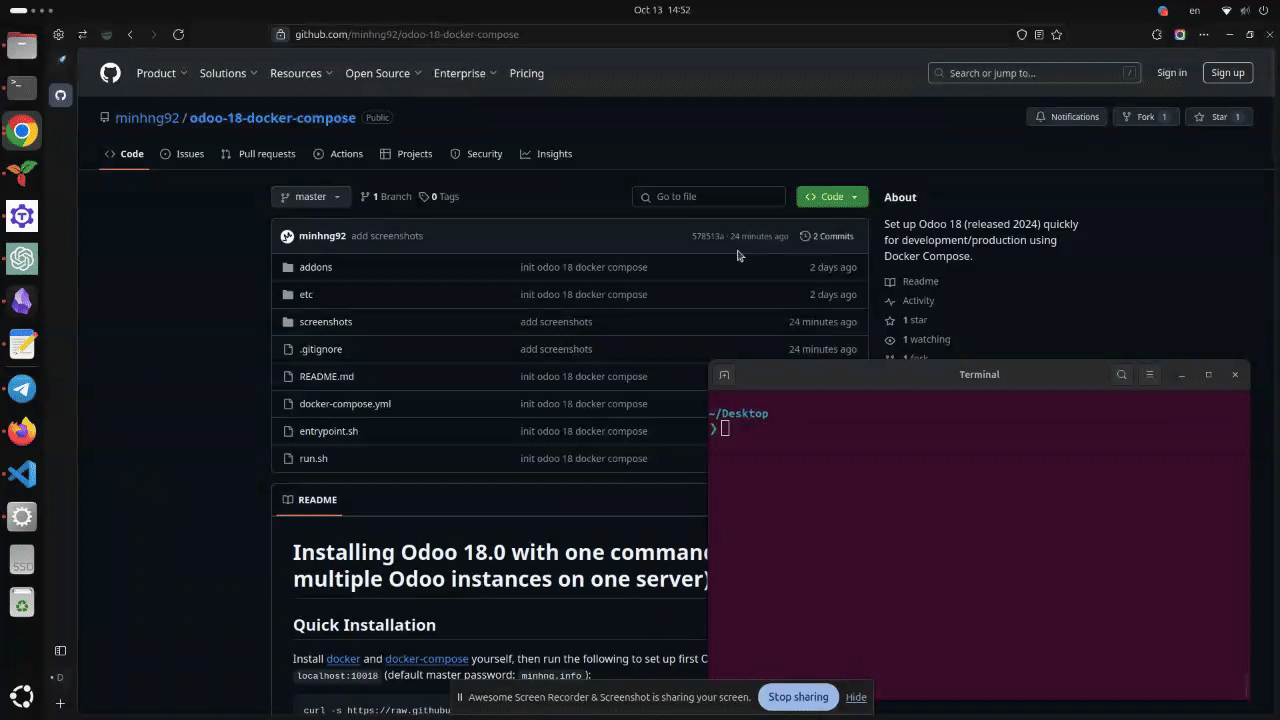 Oct 13 14:52
en
github.com/minhng92/odoo-18-docker-compose
Product Solutions Resources Open Source Enterprise Pricing
Search or jump to... /
Sign in Sign up
minhng92 / odoo-18-docker-compose Public
Notifications Fork 1 Star 1
Code Issues Pull requests Actions Projects Security Insights
master 1 Branch 0 Tags Go to file Code
About
Set up Odoo 18 (released 2024) quickly
for development/production using
Docker Compose.
Readme
Activity
1 star
1 watching
1 fork
minhng92 add screenshots 578513a · 24 minutes ago 2 Commits
addons init odoo 18 docker compose 2 days ago
etc init odoo 18 docker compose 2 days ago
screenshots add screenshots 24 minutes ago
.gitignore add screenshots 24 minutes ago
README.md init odoo 18 docker compose
docker-compose.yml init odoo 18 docker compose
entrypoint.sh init odoo 18 docker compose
run.sh init odoo 18 docker compose
README
Installing Odoo 18.0 with one command
multiple Odoo instances on one server)
Quick Installation
Install docker and docker-compose yourself, then run the following to set up first O
localhost:10018 (default master password: minhng.info ):
curl -s https://raw.githubu
Terminal
~/Desktop
❯
Awesome Screen Recorder & Screenshot is sharing your screen. Stop sharing Hide
SSD
D